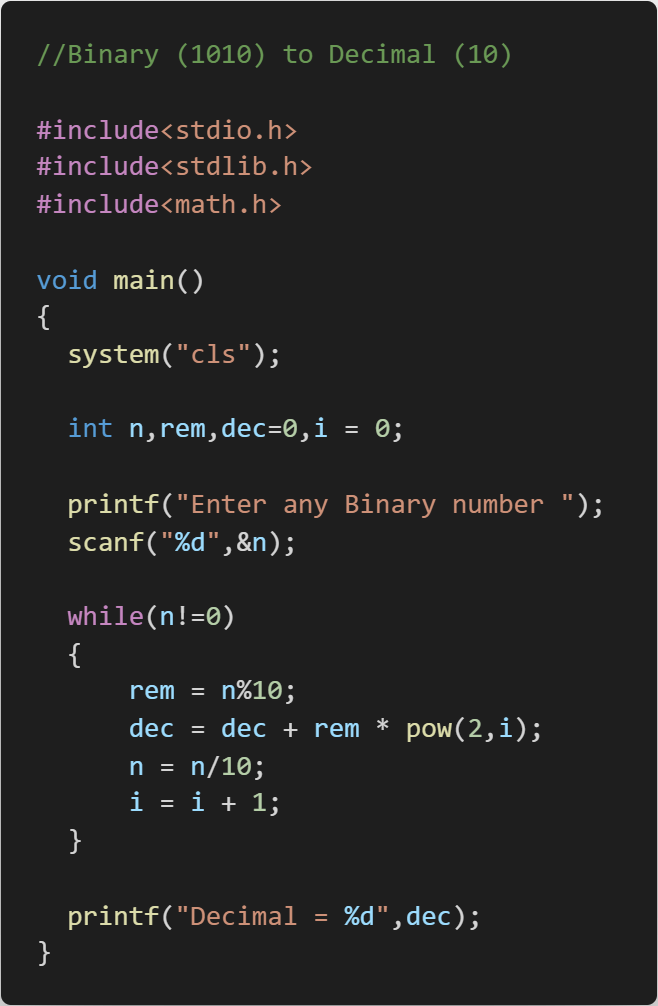 //Binary (1010) to Decimal (10)
#include<stdio.h>
#include<stdlib.h>
#include<math.h>
void main()
{
system("cls");
int n,rem,dec=0,i = 0;
printf("Enter any Binary number ");
scanf("%d",&n);
while(n!=0)
{
rem = n%10;
dec = dec + rem * pow(2,i);
n = n/10;
i = i + 1;
}
printf("Decimal = %d",dec);
}